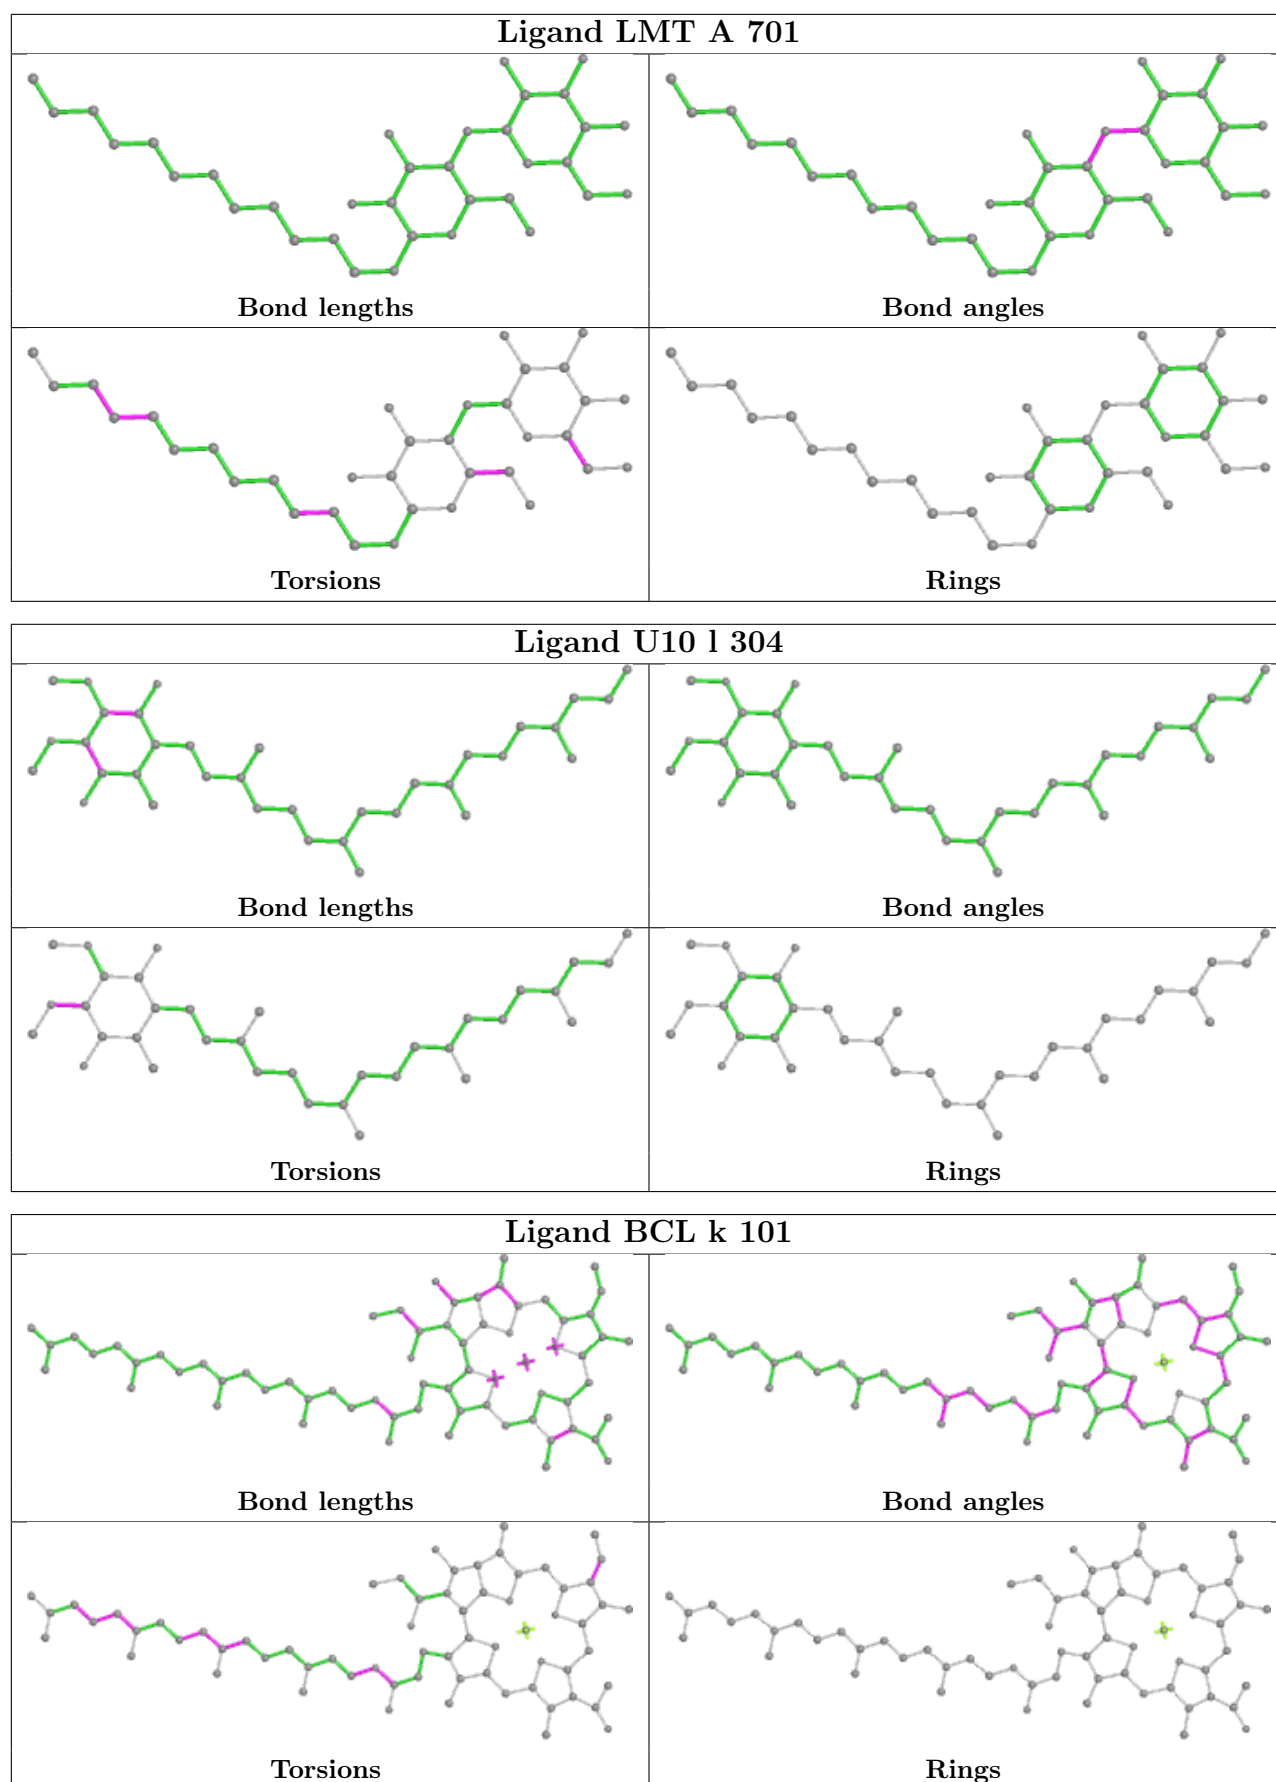 Ligand LMT A 701
Bond lengths
Bond angles
Torsions
Rings
Ligand U10 l 304
Bond lengths
Bond angles
Torsions
Rings
Ligand BCL k 101
Bond lengths
Bond angles
Torsions
Rings